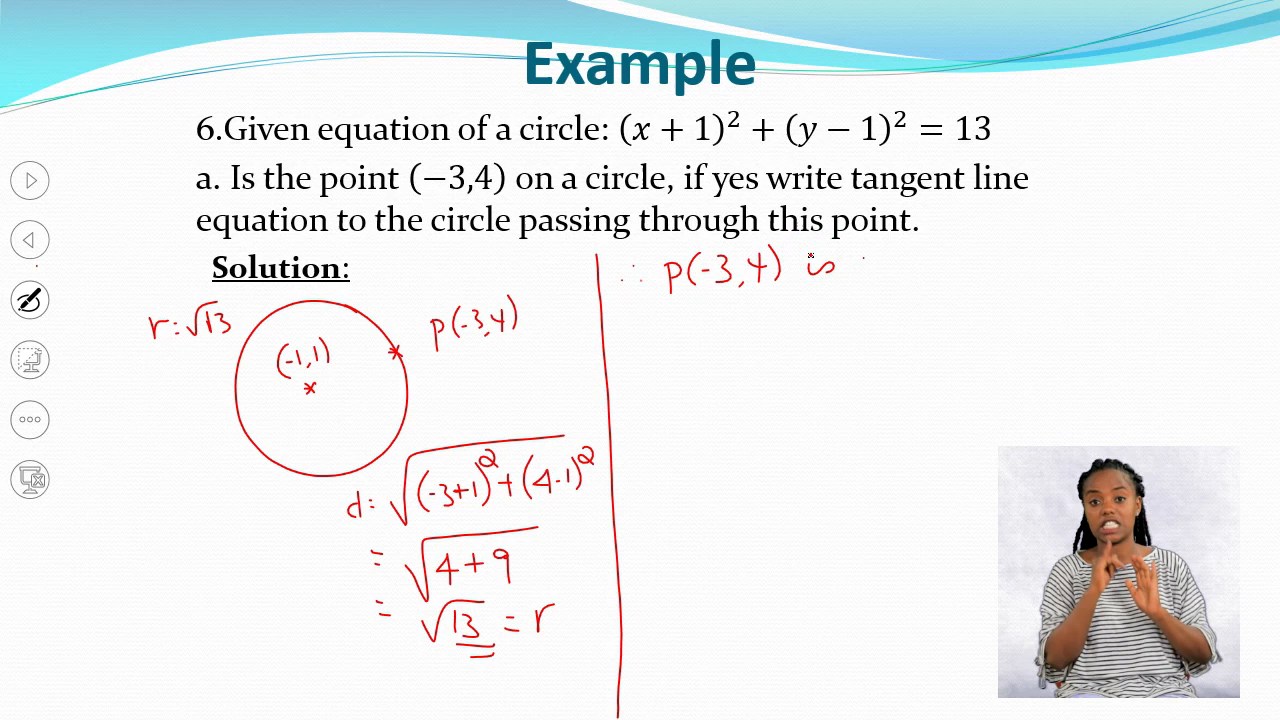 Example
6.Given equation of a circle: (x + 1)² + (y − 1)² = 13
a. Is the point (−3,4) on a circle, if yes write tangent line
equation to the circle passing through this point.
Solution:
r = √13
(-1,1)
p(-3,4)
d = √((-3+1)² + (4-1)²)
= √(4+9)
= √13 = r
∴ p(-3,4) is